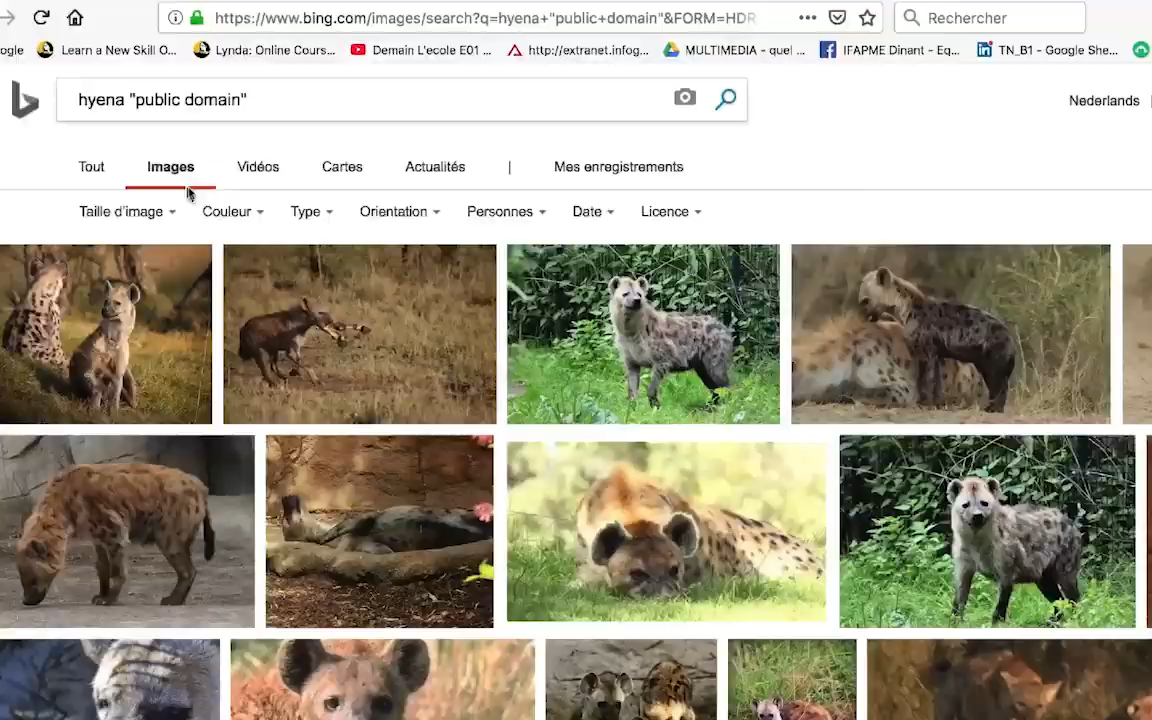 https://www.bing.com/images/search?q=hyena+"public+domain"&FORM=HDR
Rechercher
ogle
Learn a New Skill O...
Lynda: Online Cours...
Demain L'ecole E01 ...
http://extranet.infog...
MULTIMEDIA - quel ...
IFAPME Dinant - Eq...
TN_B1 - Google She...
hyena "public domain"
Nederlands
Tout
Images
Vidéos
Cartes
Actualités
|
Mes enregistrements
Taille d'image
Couleur
Type
Orientation
Personnes
Date
Licence